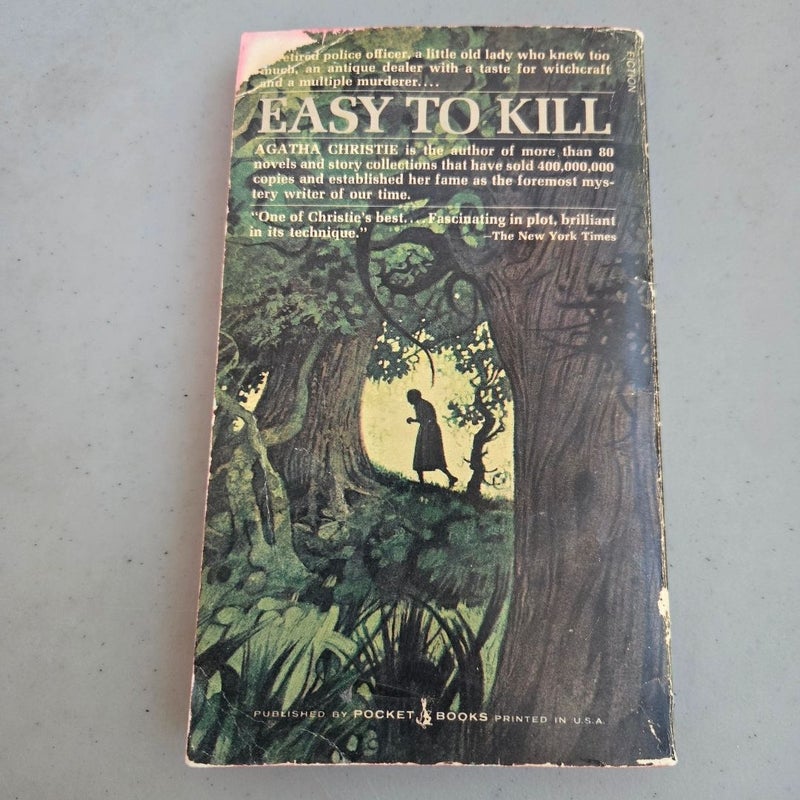 retired police officer, a little old lady who knew too
much, an antique dealer with a taste for witchcraft
and a multiple murderer....
EASY TO KILL
AGATHA CHRISTIE is the author of more than 80
novels and story collections that have sold 400,000,000
copies and established her fame as the foremost mys-
tery writer of our time.
"One of Christie's best....Fascinating in plot, brilliant
in its technique."
—The New York Times
FICTION
PUBLISHED BY POCKET BOOKS PRINTED IN U.S.A.